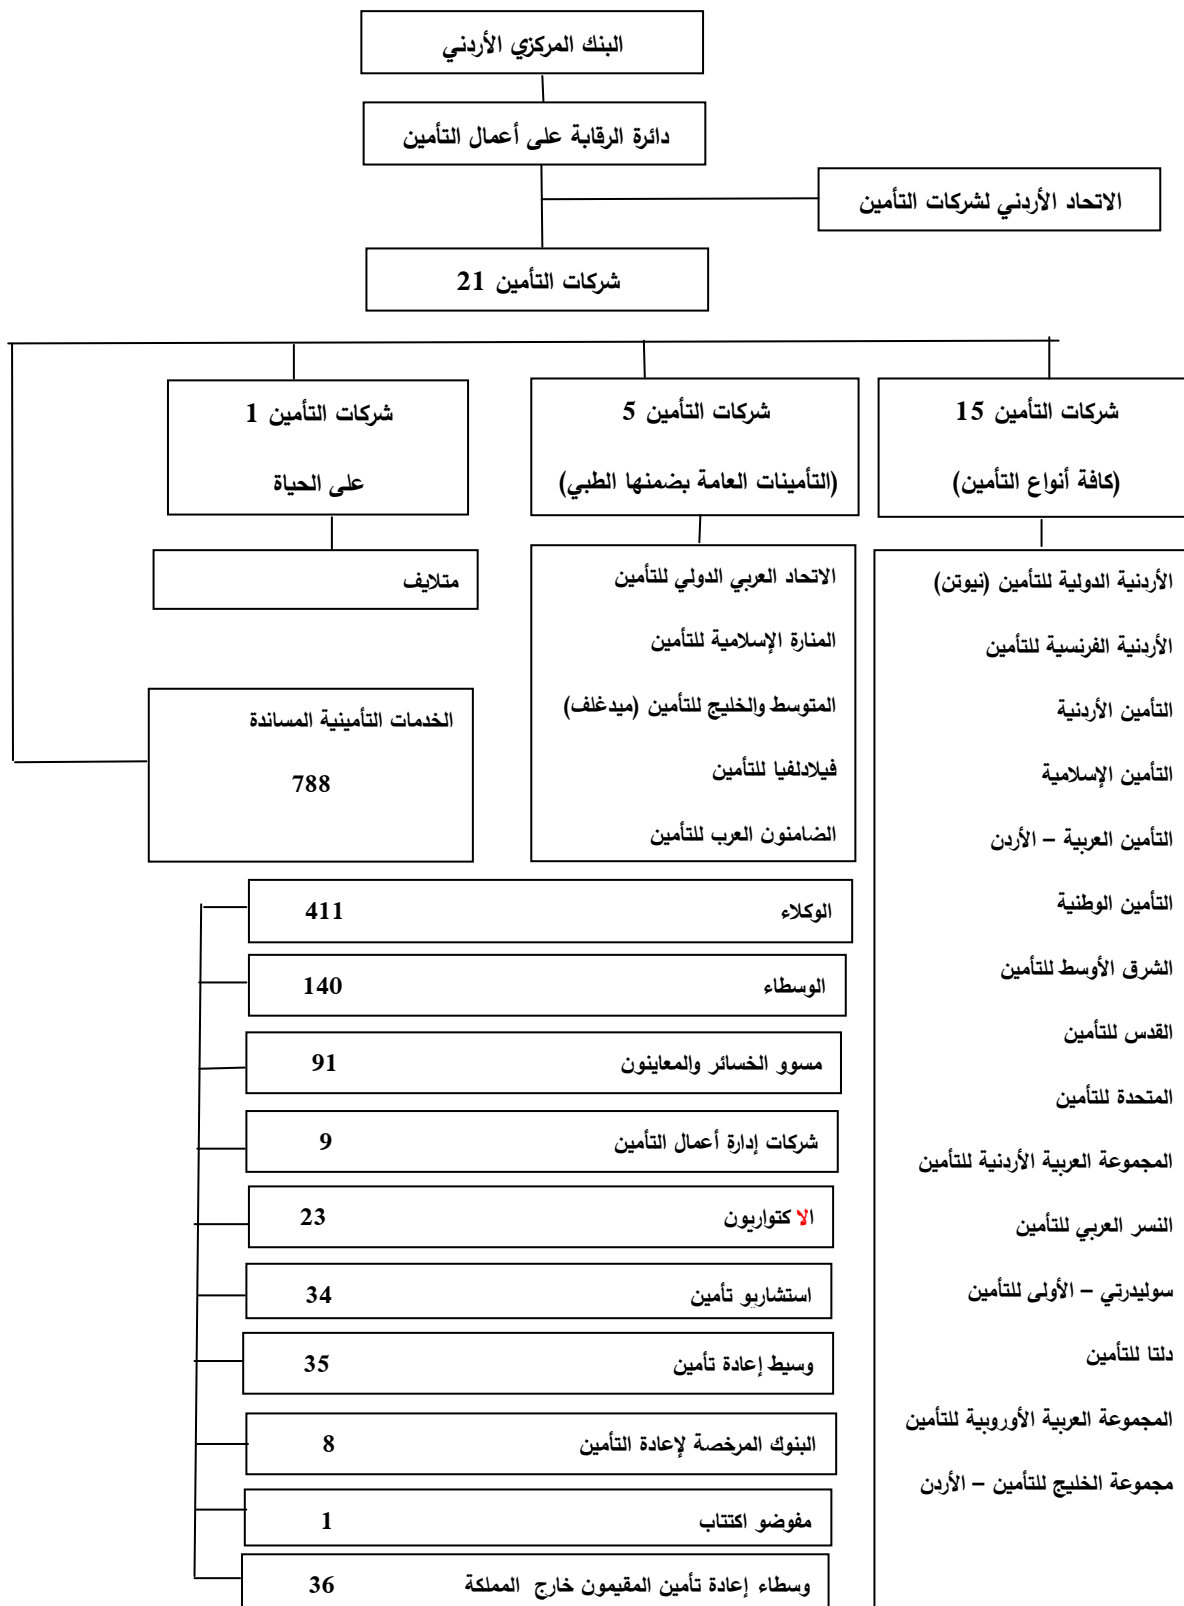 البنك المركزي الأردني
دائرة الرقابة على أعمال التأمين
الاتحاد الأردني لشركات التأمين
شركات التأمين 21
شركات التأمين 15
(كافة أنواع التأمين)
شركات التأمين 5
(التأمينات العامة بضمنها الطبي)
شركات التأمين 1
على الحياة
الأردنية الدولية للتأمين (نيوتن)
الأردنية الفرنسية للتأمين
التأمين الأردنية
التأمين الإسلامية
التأمين العربية – الأردن
التأمين الوطنية
الشرق الأوسط للتأمين
القدس للتأمين
المتحدة للتأمين
المجموعة العربية الأردنية للتأمين
النسر العربي للتأمين
سوليدرتي – الأولى للتأمين
دلتا للتأمين
المجموعة العربية الأوروبية للتأمين
مجموعة الخليج للتأمين – الأردن
الاتحاد العربي الدولي للتأمين
المنارة الإسلامية للتأمين
المتوسط والخليج للتأمين (ميدغلف)
فيلادلفيا للتأمين
الضامنون العرب للتأمين
متلايف
الخدمات التأمينية المساندة
788
الوكلاء 411
الوسطاء 140
مسوو الخسائر والمعاينون 91
شركات إدارة أعمال التأمين 9
الا كتواريون 23
استشاريو تأمين 34
وسيط إعادة تأمين 35
البنوك المرخصة لإعادة التأمين 8
مفوضو اكتتاب 1
وسطاء إعادة تأمين المقيمون خارج المملكة 36